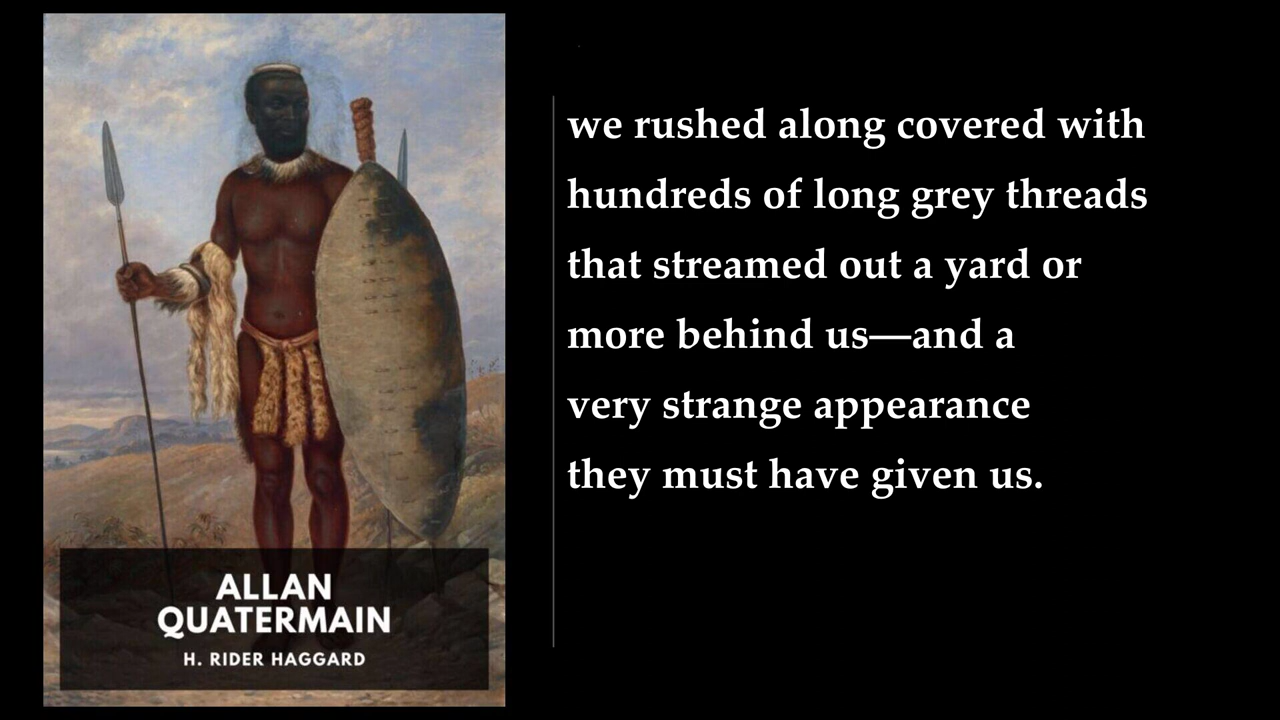 we rushed along covered with
hundreds of long grey threads
that streamed out a yard or
more behind us—and a
very strange appearance
they must have given us.
ALLAN
QUATERMAIN
H. RIDER HAGGARD